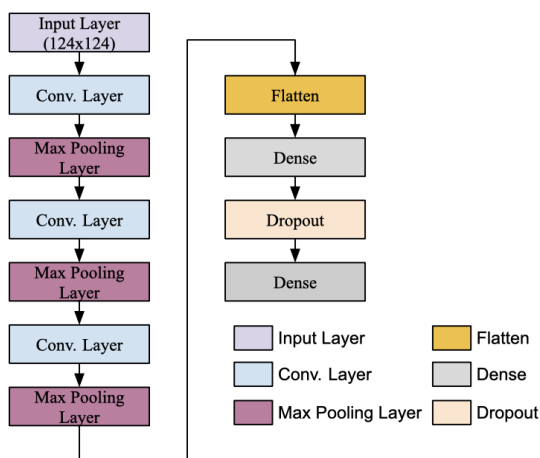 Input Layer
(124x124)
Conv. Layer
Max Pooling
Layer
Conv. Layer
Max Pooling
Layer
Conv. Layer
Max Pooling
Layer
Flatten
Dense
Dropout
Dense
Input Layer
Conv. Layer
Max Pooling Layer
Flatten
Dense
Dropout